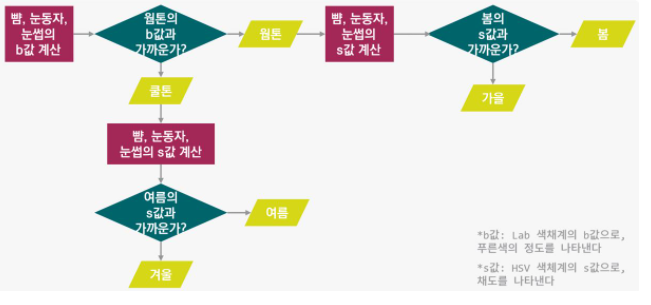 뺨, 눈동자,
눈썹의
b값 계산
웜톤의
b값과
가까운가?
웜톤
뺨, 눈동자,
눈썹의
s값 계산
봄의
s값과
가까운가?
봄
쿨톤
가을
뺨, 눈동자,
눈썹의 s값 계산
여름의
s값과
가까운가?
여름
겨울
*b값: Lab 색채계의 b값으로,
푸른색의 정도를 나타낸다
*s값: HSV 색체계의 s값으로,
채도를 나타낸다